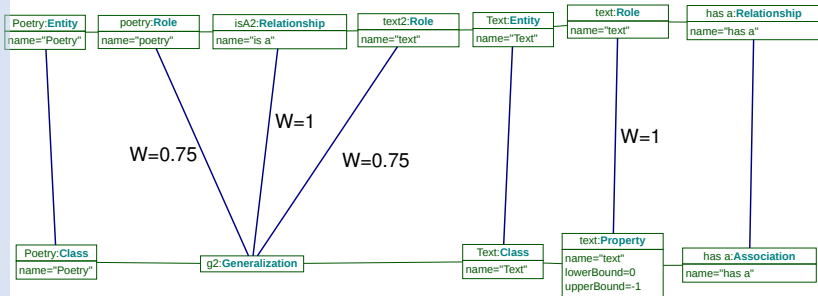 Poetry:Entity
name="Poetry"
poetry:Role
name="poetry"
isA2:Relationship
name="is a"
text2:Role
name="text"
Text:Entity
name="Text"
text:Role
name="text"
has a:Relationship
name="has a"
W=0.75
W=1
W=0.75
W=1
Poetry:Class
name="Poetry"
g2:Generalization
Text:Class
name="Text"
text:Property
name="text"
lowerBound=0
upperBound=-1
has a:Association
name="has a"